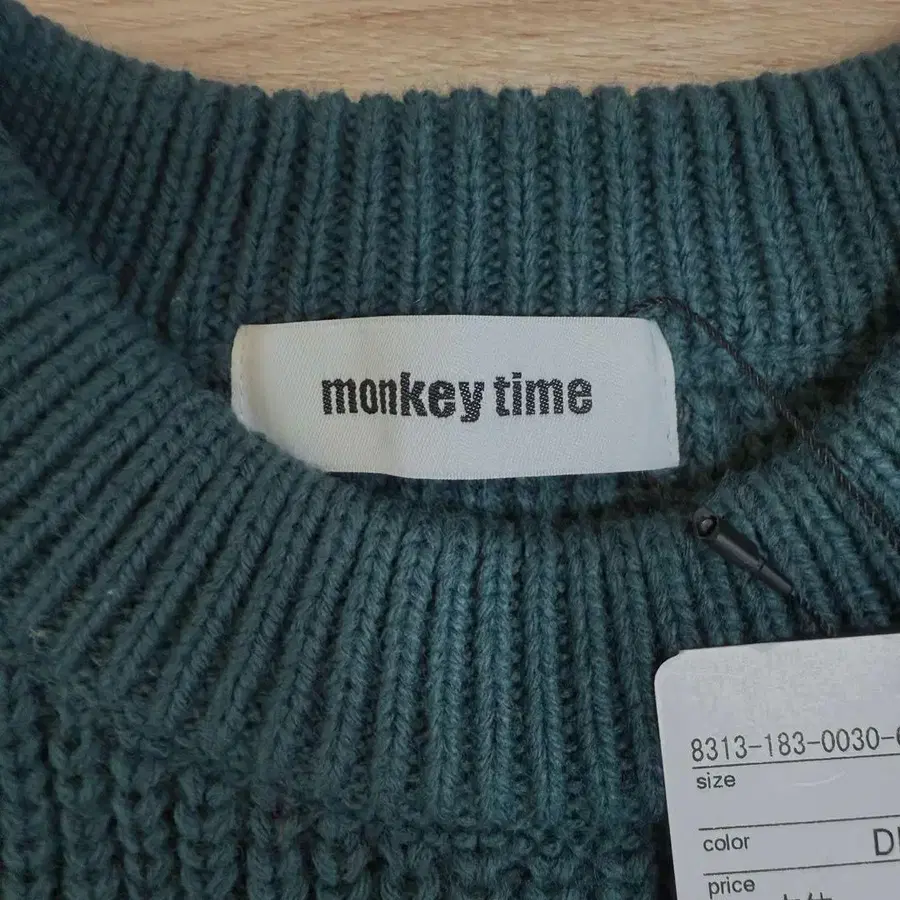 monkey time
8313-183-0030-
size
color
price